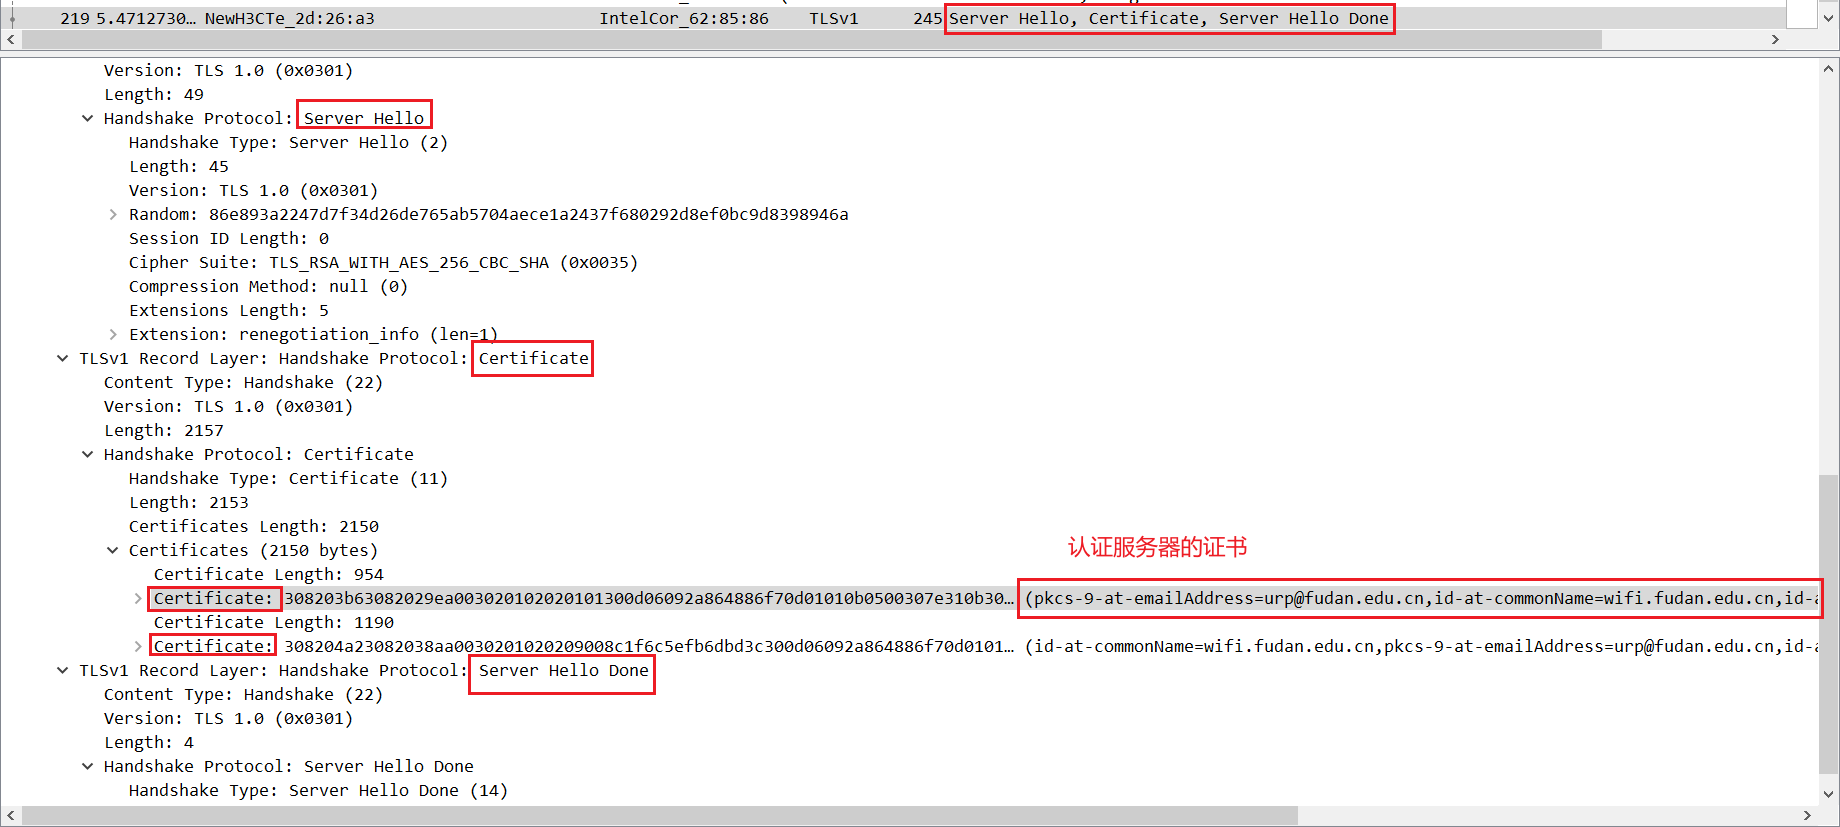 219 5.4712730… NewH3CTe_2d:26:a3 IntelCor_62:85:86 TLSv1 245 Server Hello, Certificate, Server Hello Done
Version: TLS 1.0 (0x0301)
Length: 49
Handshake Protocol: Server Hello
Handshake Type: Server Hello (2)
Length: 45
Version: TLS 1.0 (0x0301)
Random: 86e893a2247d7f34d26de765ab5704aece1a2437f680292d8ef0bc9d8398946a
Session ID Length: 0
Cipher Suite: TLS_RSA_WITH_AES_256_CBC_SHA (0x0035)
Compression Method: null (0)
Extensions Length: 5
Extension: renegotiation_info (len=1)
TLSv1 Record Layer: Handshake Protocol: Certificate
Content Type: Handshake (22)
Version: TLS 1.0 (0x0301)
Length: 2157
Handshake Protocol: Certificate
Handshake Type: Certificate (11)
Length: 2153
Certificates Length: 2150
认证服务器的证书
Certificates (2150 bytes)
Certificate Length: 954
Certificate: 308203b63082029ea003020102020101300d06092a864886f70d01010b0500307e310b30… (pkcs-9-at-emailAddress=urp@fudan.edu.cn,id-at-commonName=wifi.fudan.edu.cn,id-a
Certificate Length: 1190
Certificate: 308204a23082038aa0030201020209008c1f6c5efb6dbd3c300d06092a864886f70d0101… (id-at-commonName=wifi.fudan.edu.cn,pkcs-9-at-emailAddress=urp@fudan.edu.cn,id-a
TLSv1 Record Layer: Handshake Protocol: Server Hello Done
Content Type: Handshake (22)
Version: TLS 1.0 (0x0301)
Length: 4
Handshake Protocol: Server Hello Done
Handshake Type: Server Hello Done (14)